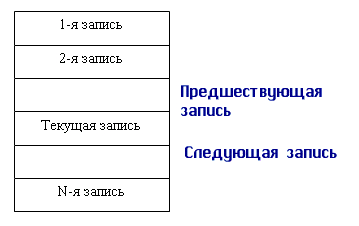 1-я запись
2-я запись
Предшествующая
запись
Текущая запись
Следующая запись
N-я запись